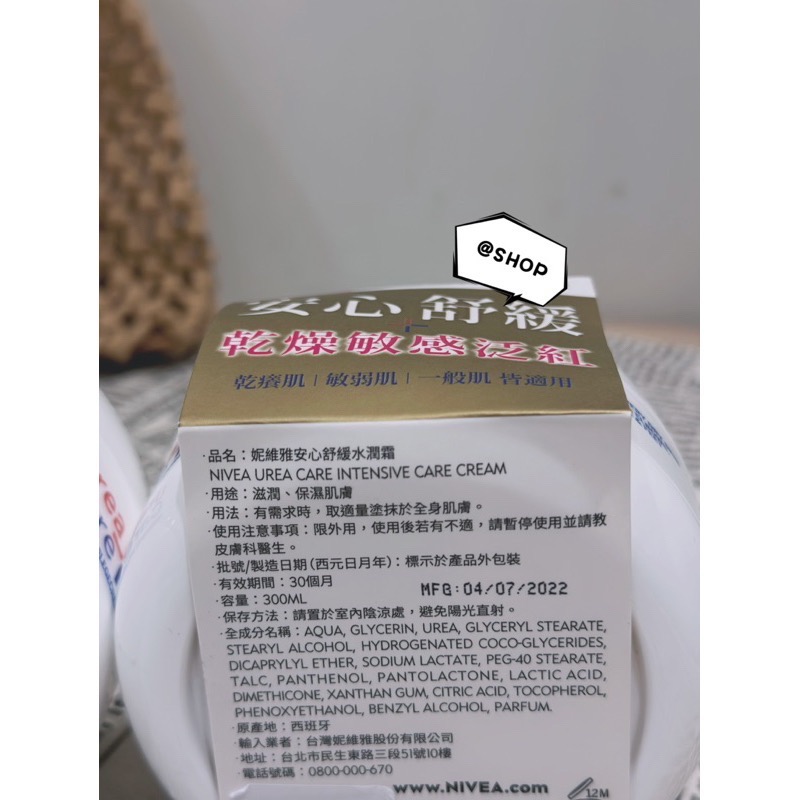 @SHOP
安心舒緩
乾燥敏感泛紅
乾癢肌|敏弱肌|一般肌 皆適用
·品名：妮維雅安心舒緩水潤霜
NIVEA UREA CARE INTENSIVE CARE CREAM
·用途：滋潤、保濕肌膚
·用法：有需求時，取適量塗抹於全身肌膚。
·使用注意事項：限外用，使用後若有不適，請暫停使用並請教
皮膚科醫生。
·批號/製造日期(西元日月年)：標示於產品外包裝
·有效期間：30個月
MFG:04/07/2022
·容量：300ML
·保存方法：請置於室內陰涼處，避免陽光直射。
·全成分名稱：AQUA, GLYCERIN, UREA, GLYCERYL STEARATE,
STEARYL ALCOHOL, HYDROGENATED COCO-GLYCERIDES,
DICAPRYLYL ETHER, SODIUM LACTATE, PEG-40 STEARATE,
TALC, PANTHENOL, PANTOLACTONE, LACTIC ACID,
DIMETHICONE, XANTHAN GUM, CITRIC ACID, TOCOPHEROL,
PHENOXYETHANOL, BENZYL ALCOHOL, PARFUM.
·原產地：西班牙
·輸入業者：台灣妮維雅股份有限公司
·地址：台北市民生東路三段51號10樓
·電話號碼：0800-000-670
www.NIVEA.com
12M